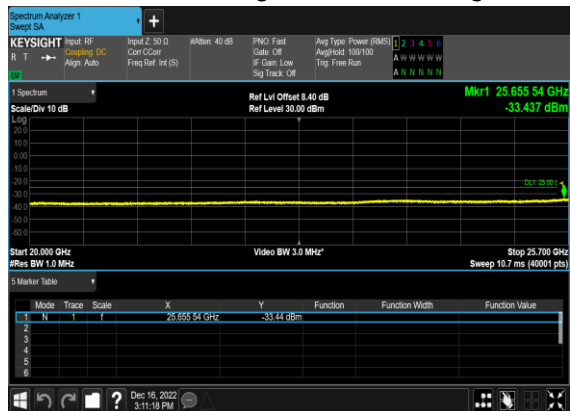 Spectrum Analyzer 1
Swept SA
KEYSIGHT Input: RF Input Z: 50 Ω #Atten: 40 dB PNO: Fast Avg Type: Power (RMS) 1 2 3 4 5 6
R T Coupling: DC Corr CCorr Gate: Off Avg|Hold: 100/100 A W W W W W
Align: Auto Freq Ref: Int (S) IF Gain: Low Trig: Free Run
Sig Track: Off A N N N N N
1 Spectrum Ref Lvl Offset 8.40 dB Mkr1 25.655 54 GHz
Scale/Div 10 dB Ref Level 30.00 dBm -33.437 dBm
Log
20.0
10.0
0.00
-10.0
-20.0
-30.0
-40.0
-50.0
-60.0
Start 20.000 GHz Video BW 3.0 MHz* Stop 25.700 GHz
#Res BW 1.0 MHz Sweep 10.7 ms (40001 pts)
5 Marker Table
Mode Trace Scale X Y Function Function Width Function Value
1 N 1 f 25.655 54 GHz -33.44 dBm
2
3
4
5
6
? Dec 16, 2022
3:11:18 PM